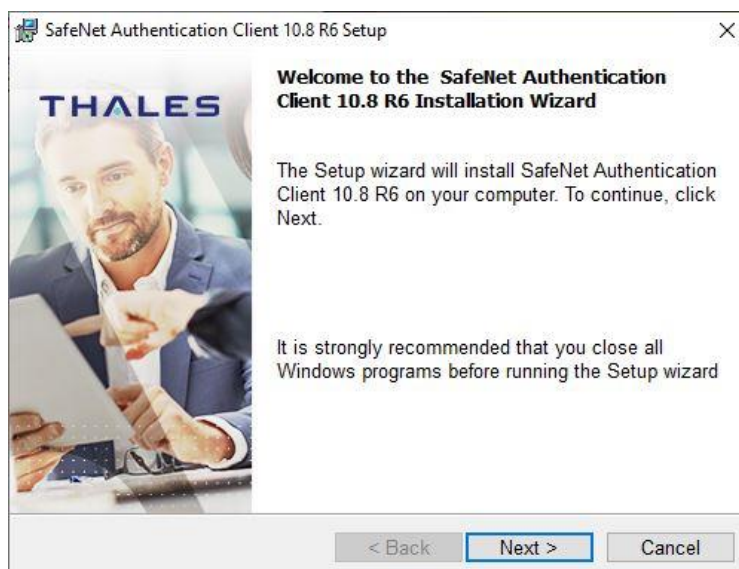 SafeNet Authentication Client 10.8 R6 Setup
THALES
Welcome to the SafeNet Authentication
Client 10.8 R6 Installation Wizard
The Setup wizard will install SafeNet Authentication
Client 10.8 R6 on your computer. To continue, click
Next.
It is strongly recommended that you close all
Windows programs before running the Setup wizard
< Back
Next >
Cancel